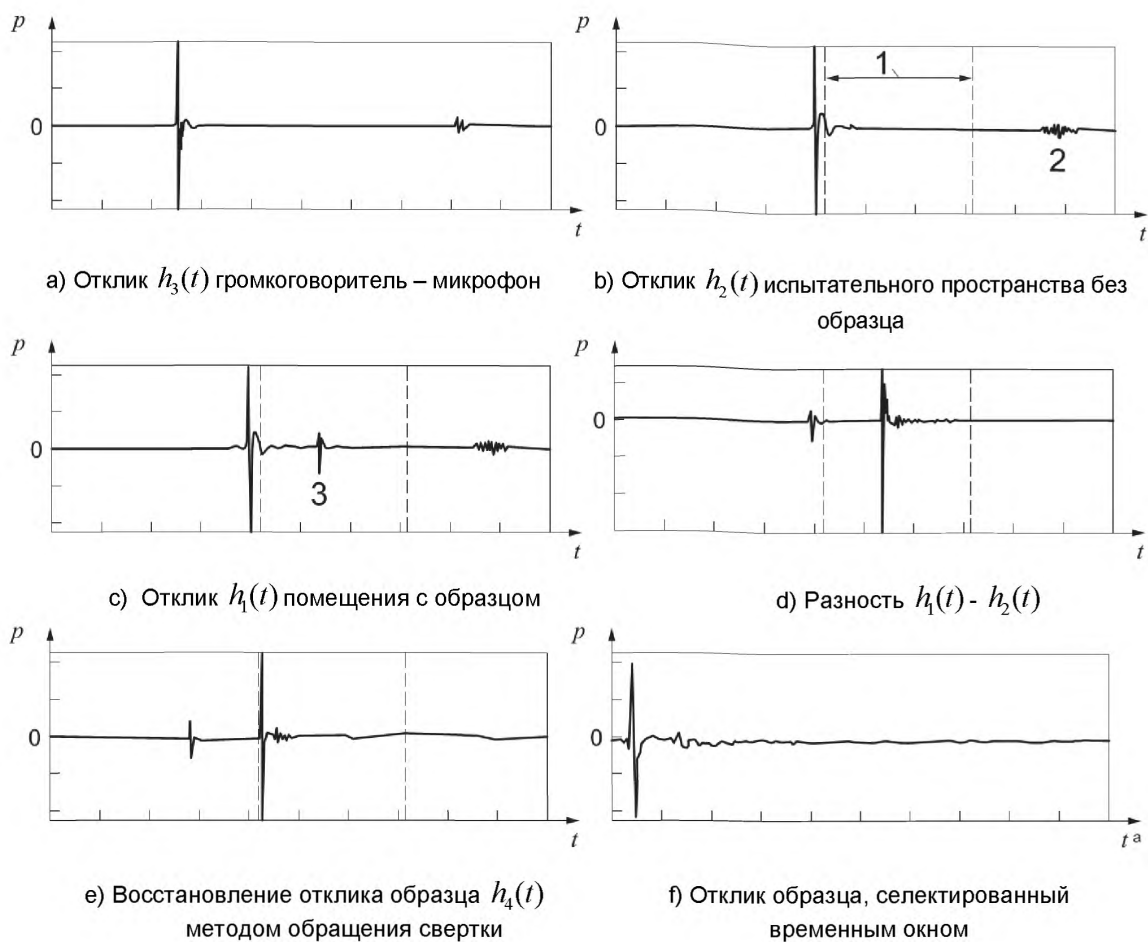 p
p
1
0
0
2
t
t
a) Отклик h₃(t) громкоговоритель – микрофон
b) Отклик h₂(t) испытательного пространства без
образца
p
p
0
0
3
t
t
c) Отклик h₁(t) помещения с образцом
d) Разность h₁(t) - h₂(t)
p
p
0
0
t
t a
e) Восстановление отклика образца h₄(t)
методом обращения свертки
f) Отклик образца, селектированный
временным окном